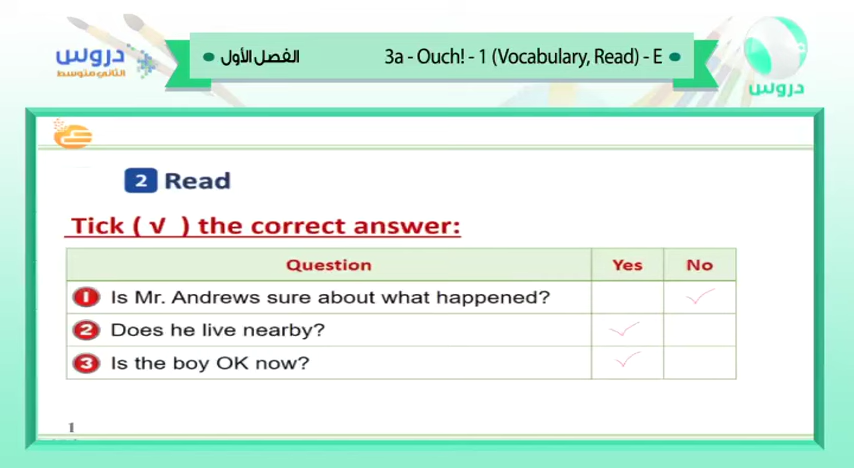 دروس
الثاني متوسط
الفصل الأول
3a - Ouch! - 1 (Vocabulary, Read) - E
دروس
2 Read
Tick ( √ ) the correct answer:
Question Yes No
1 Is Mr. Andrews sure about what happened? ✓
2 Does he live nearby? ✓
3 Is the boy OK now? ✓
1